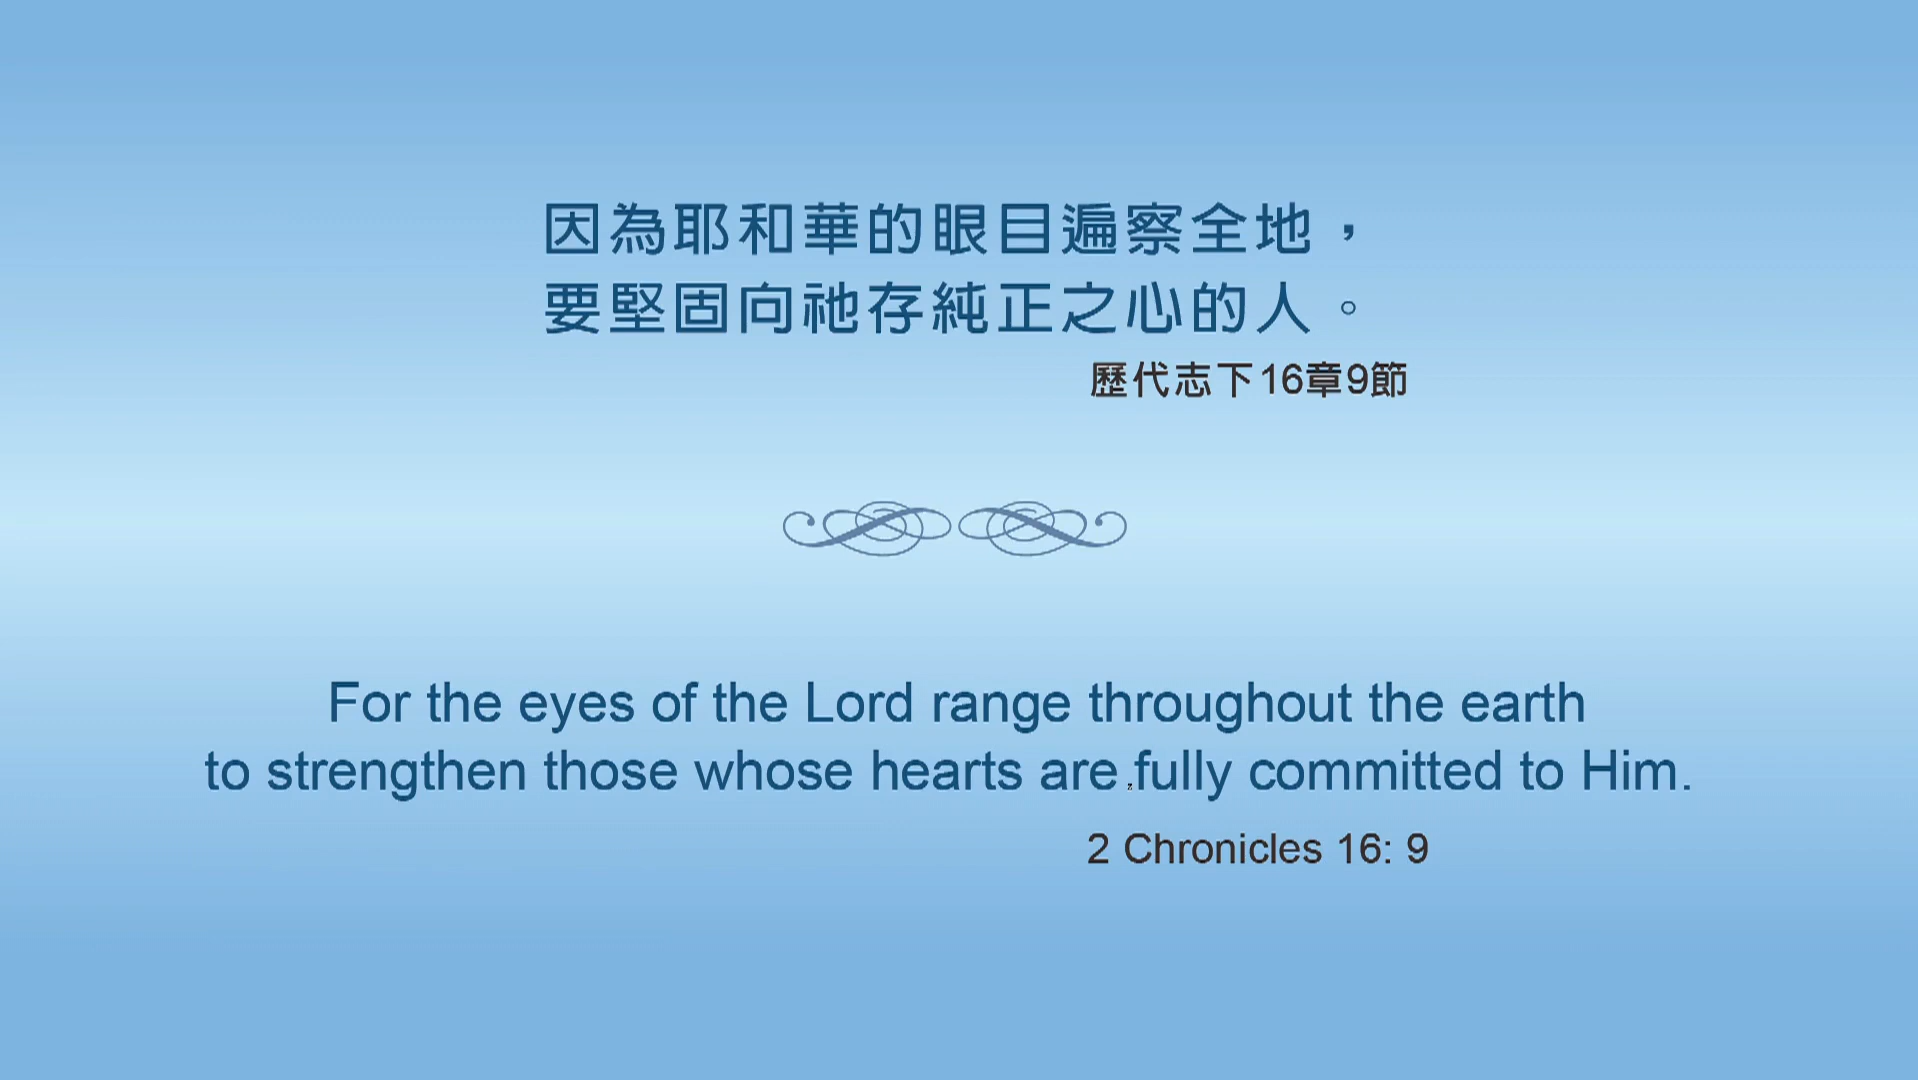 因為耶和華的眼目遍察全地，
要堅固向祂存純正之心的人。
歷代志下16章9節
For the eyes of the Lord range throughout the earth
to strengthen those whose hearts are fully committed to Him.
2 Chronicles 16: 9